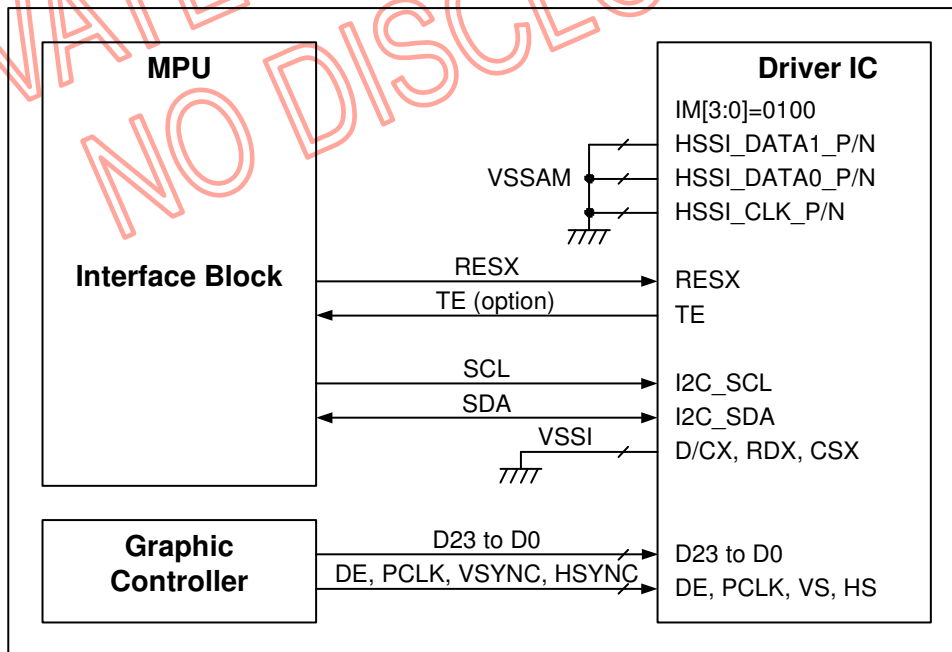 MPU
Interface Block
Driver IC
IM[3:0]=0100
HSSI_DATA1_P/N
VSSAM
HSSI_DATA0_P/N
HSSI_CLK_P/N
RESX
RESX
TE (option)
TE
SCL
I2C_SCL
SDA
I2C_SDA
VSSI
D/CX, RDX, CSX
Graphic
Controller
D23 to D0
D23 to D0
DE, PCLK, VSYNC, HSYNC
DE, PCLK, VS, HS
NO